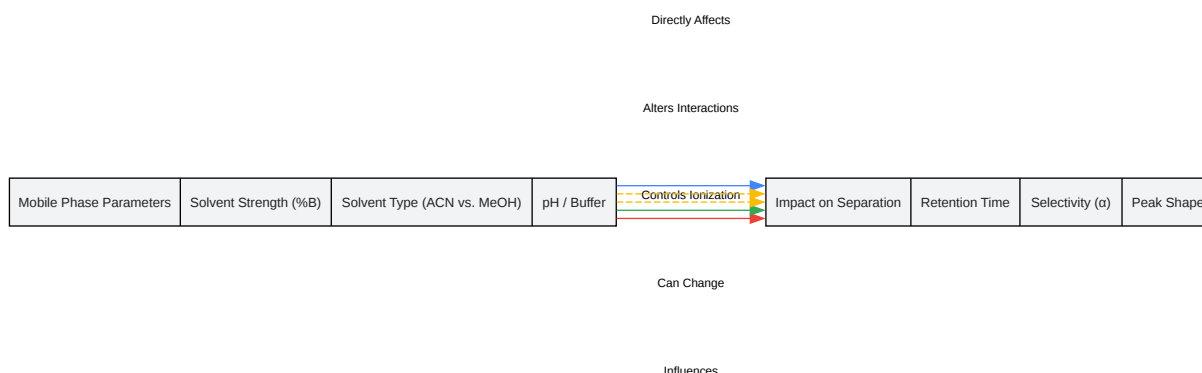 Directly Affects
Alters Interactions
Mobile Phase Parameters Solvent Strength (%B) Solvent Type (ACN vs. MeOH) pH / Buffer Controls Ionization Impact on Separation Retention Time Selectivity (α) Peak Shape
Can Change
Influences